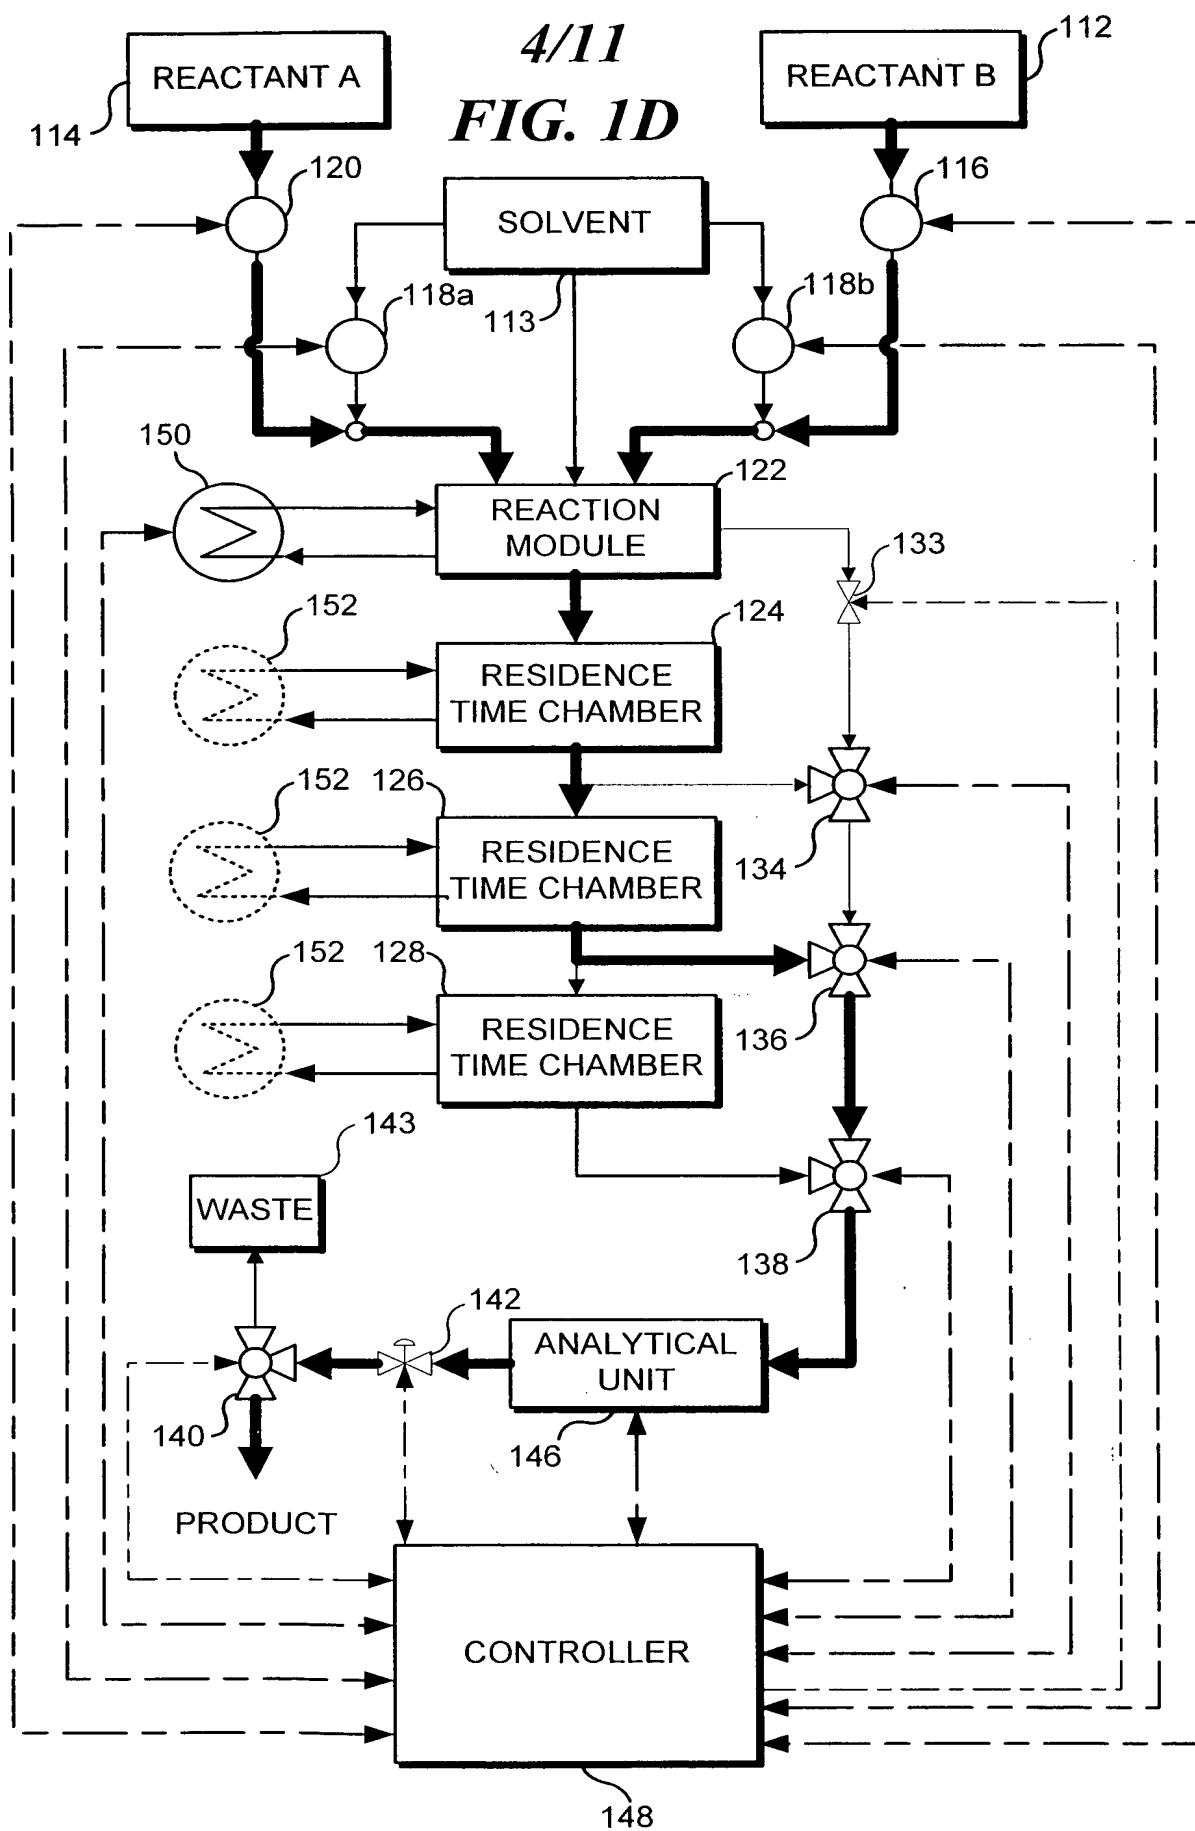 4/11
FIG. 1D
REACTANT A
REACTANT B
112
114
120
116
SOLVENT
118a
118b
113
150
122
REACTION
MODULE
133
152
124
RESIDENCE
TIME CHAMBER
152
126
RESIDENCE
TIME CHAMBER
134
152
128
RESIDENCE
TIME CHAMBER
136
143
WASTE
138
142
ANALYTICAL
UNIT
140
146
PRODUCT
CONTROLLER
148